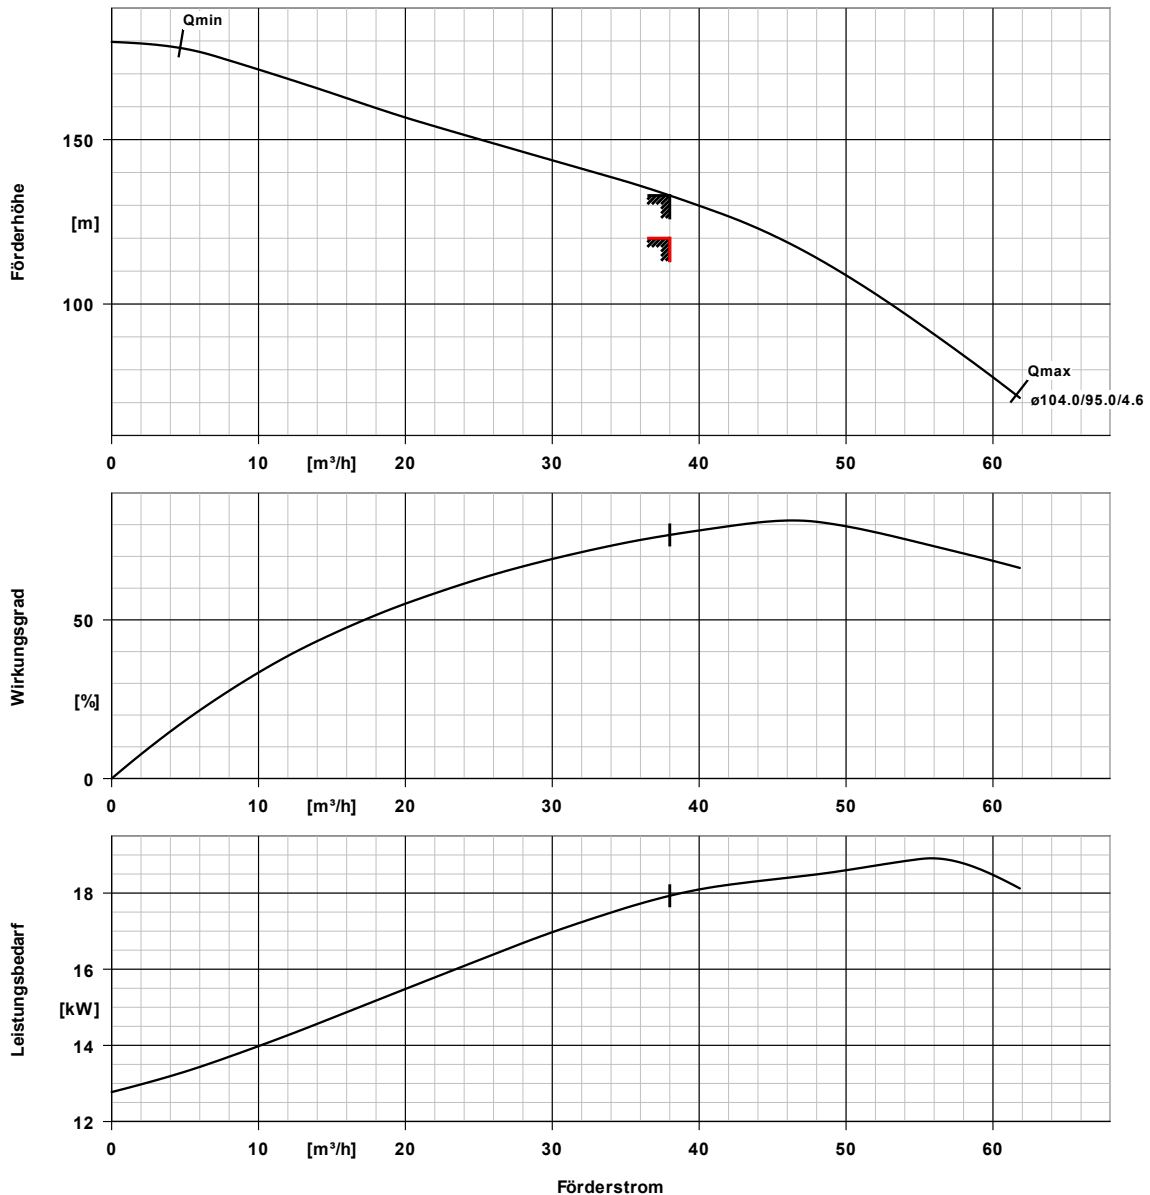 Qmin
150
Förderhöhe
[m]
100
Qmax
ø104.0/95.0/4.6
0 10 [m³/h] 20 30 40 50 60
50
Wirkungsgrad
[%]
0
0 10 [m³/h] 20 30 40 50 60
18
Leistungsbedarf
16
[kW]
14
12
0 10 [m³/h] 20 30 40 50 60
Förderstrom